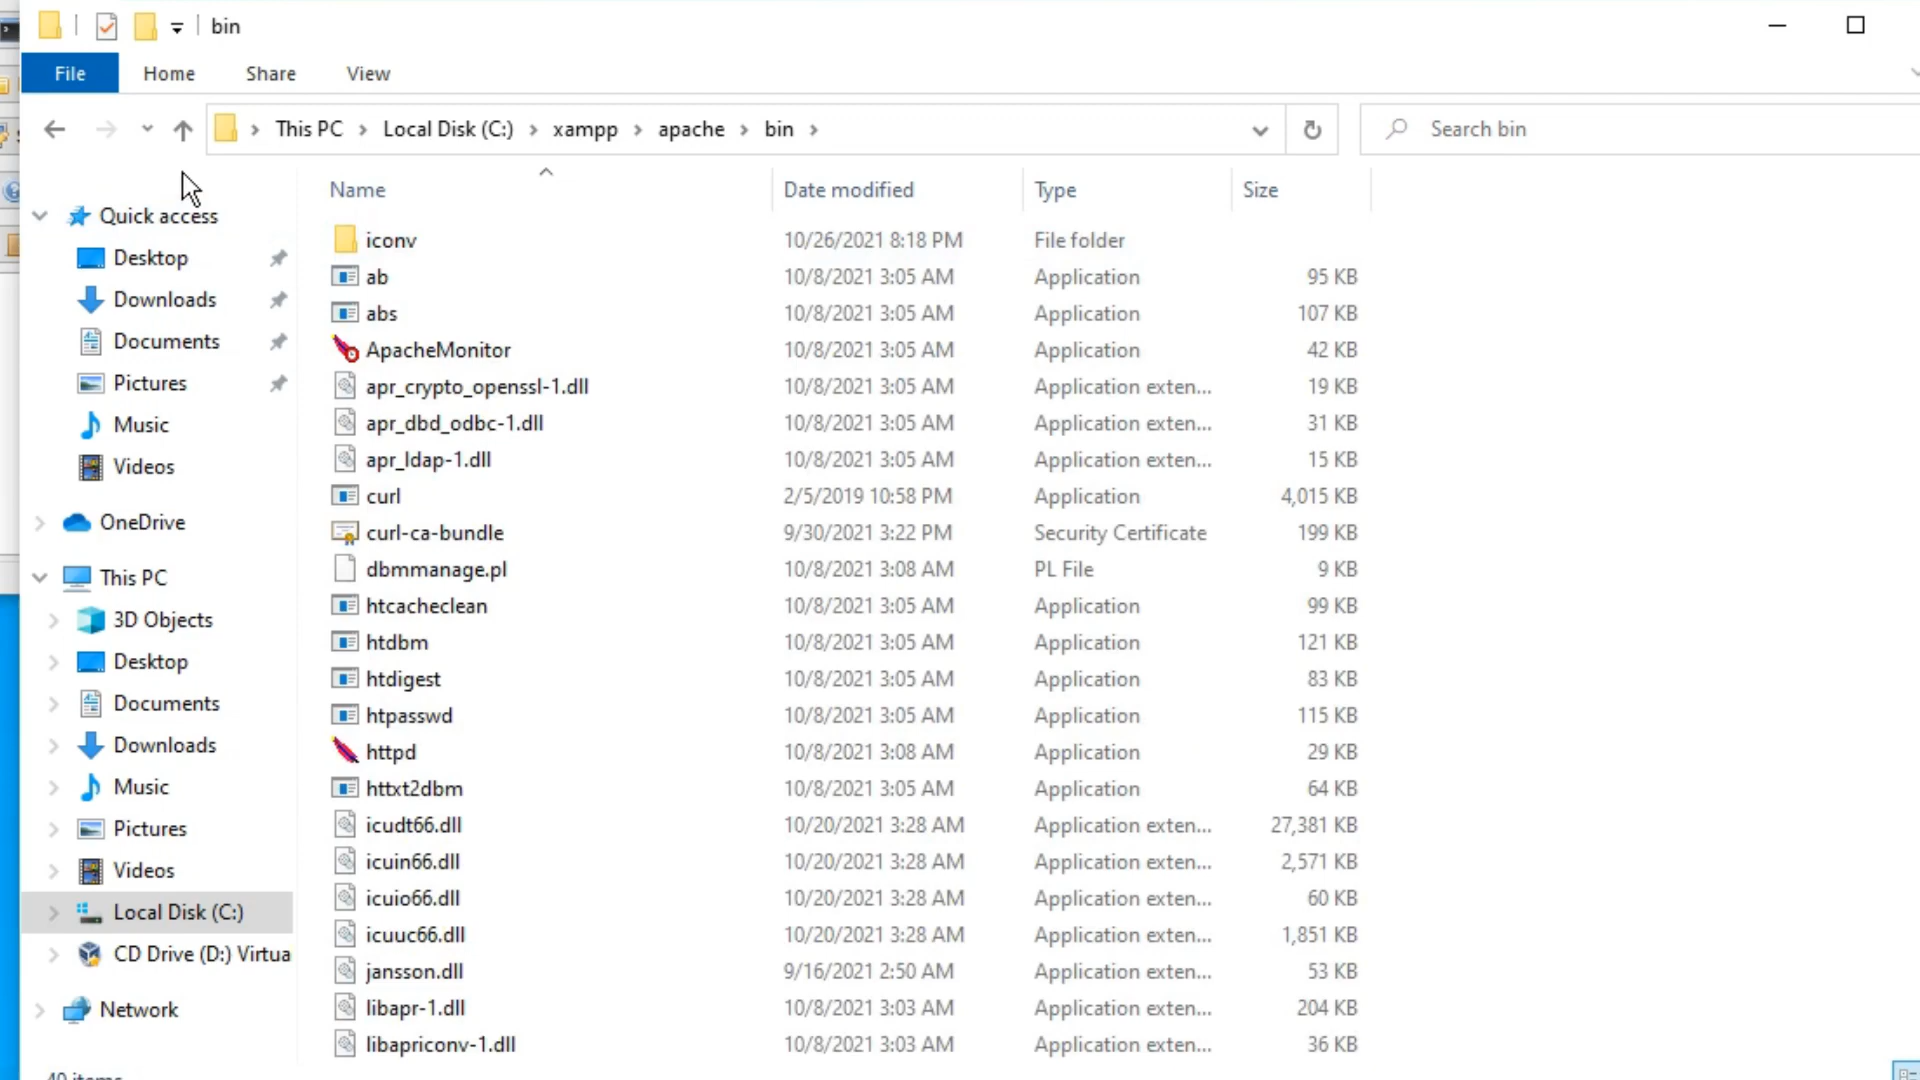 bin
File Home Share View
This PC Local Disk (C:) xampp apache bin Search bin
Name Date modified Type Size
Quick access
Desktop
Downloads
Documents
Pictures
Music
Videos
OneDrive
This PC
3D Objects
Desktop
Documents
Downloads
Music
Pictures
Videos
Local Disk (C:)
CD Drive (D:) Virtua
Network
iconv 10/26/2021 8:18 PM File folder
ab 10/8/2021 3:05 AM Application 95 KB
abs 10/8/2021 3:05 AM Application 107 KB
ApacheMonitor 10/8/2021 3:05 AM Application 42 KB
apr_crypto_openssl-1.dll 10/8/2021 3:05 AM Application exten... 19 KB
apr_dbd_odbc-1.dll 10/8/2021 3:05 AM Application exten... 31 KB
apr_ldap-1.dll 10/8/2021 3:05 AM Application exten... 15 KB
curl 2/5/2019 10:58 PM Application 4,015 KB
curl-ca-bundle 9/30/2021 3:22 PM Security Certificate 199 KB
dbmmanage.pl 10/8/2021 3:08 AM PL File 9 KB
htcacheclean 10/8/2021 3:05 AM Application 99 KB
htdbm 10/8/2021 3:05 AM Application 121 KB
htdigest 10/8/2021 3:05 AM Application 83 KB
htpasswd 10/8/2021 3:05 AM Application 115 KB
httpd 10/8/2021 3:08 AM Application 29 KB
httxt2dbm 10/8/2021 3:05 AM Application 64 KB
icudt66.dll 10/20/2021 3:28 AM Application exten... 27,381 KB
icuin66.dll 10/20/2021 3:28 AM Application exten... 2,571 KB
icuio66.dll 10/20/2021 3:28 AM Application exten... 60 KB
icuuc66.dll 10/20/2021 3:28 AM Application exten... 1,851 KB
jansson.dll 9/16/2021 2:50 AM Application exten... 53 KB
libapr-1.dll 10/8/2021 3:03 AM Application exten... 204 KB
libapriconv-1.dll 10/8/2021 3:03 AM Application exten... 36 KB